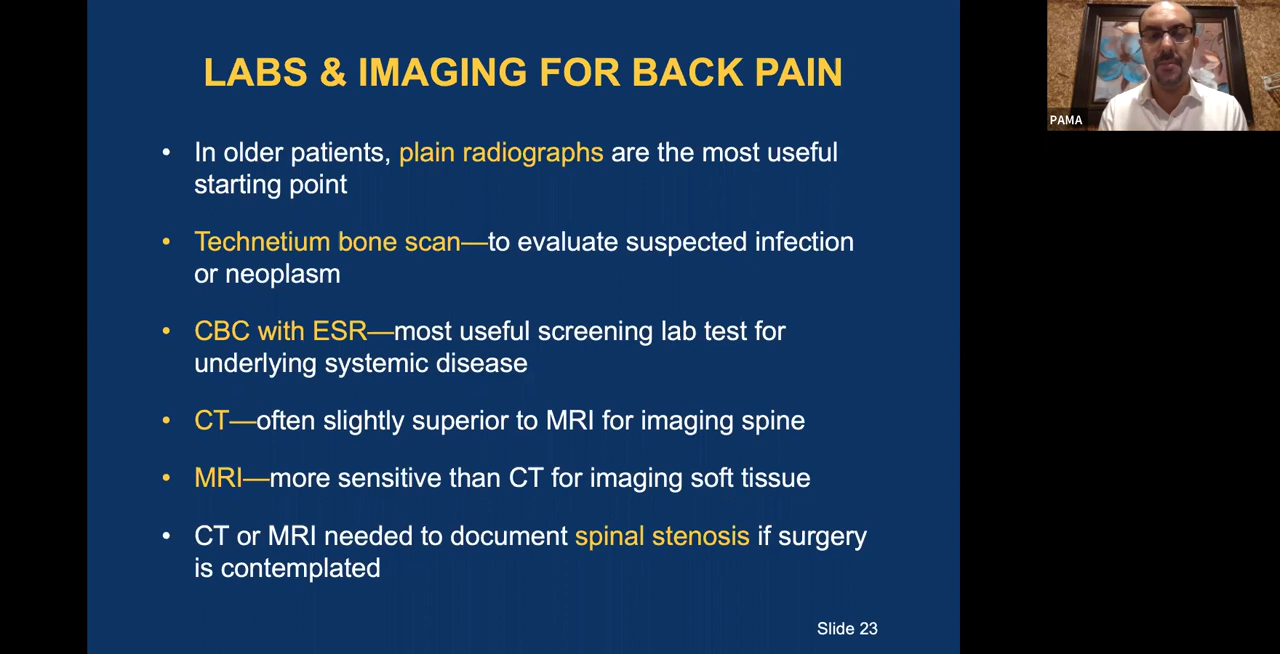 LABS & IMAGING FOR BACK PAIN
PAMA
• In older patients, plain radiographs are the most useful
starting point
• Technetium bone scan—to evaluate suspected infection
or neoplasm
• CBC with ESR—most useful screening lab test for
underlying systemic disease
• CT—often slightly superior to MRI for imaging spine
• MRI—more sensitive than CT for imaging soft tissue
• CT or MRI needed to document spinal stenosis if surgery
is contemplated
Slide 23